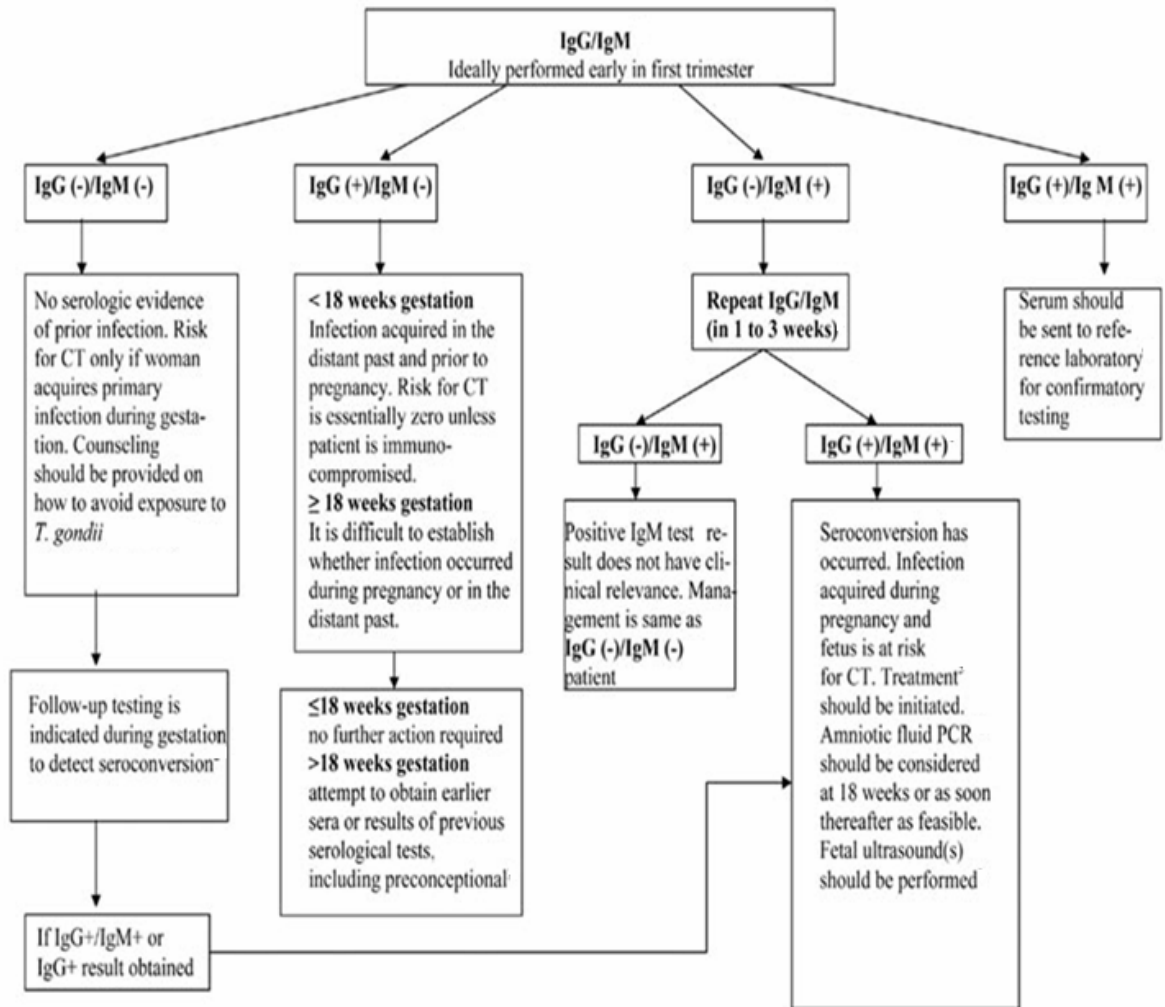 IgG/IgM
Ideally performed early in first trimester
IgG (-)/IgM (-)
IgG (+)/IgM (-)
IgG (-)/IgM (+)
IgG (+)/Ig M (+)
No serologic evidence
of prior infection. Risk
for CT only if woman
acquires primary
infection during gesta-
tion. Counseling
should be provided on
how to avoid exposure to
T. gondii
< 18 weeks gestation
Infection acquired in the
distant past and prior to
pregnancy. Risk for CT
is essentially zero unless
patient is immuno-
compromised.
≥ 18 weeks gestation
It is difficult to establish
whether infection occurred
during pregnancy or in the
distant past.
Repeat IgG/IgM
(in 1 to 3 weeks)
Serum should
be sent to refe-
rence laboratory
for confirmatory
testing
IgG (-)/IgM (+)
IgG (+)/IgM (+)
Positive IgM test re-
sult does not have cli-
nical relevance. Mana-
gement is same as
IgG (-)/IgM (-)
patient
Seroconversion has
occurred. Infection
acquired during
pregnancy and
fetus is at risk
for CT. Treatment
should be initiated.
Amniotic fluid PCR
should be considered
at 18 weeks or as soon
thereafter as feasible.
Fetal ultrasound(s)
should be performed
Follow-up testing is
indicated during gestation
to detect seroconversion
≤18 weeks gestation
no further action required
>18 weeks gestation
attempt to obtain earlier
sera or results of previous
serological tests,
including preconceptional
If IgG+/IgM+ or
IgG+ result obtained